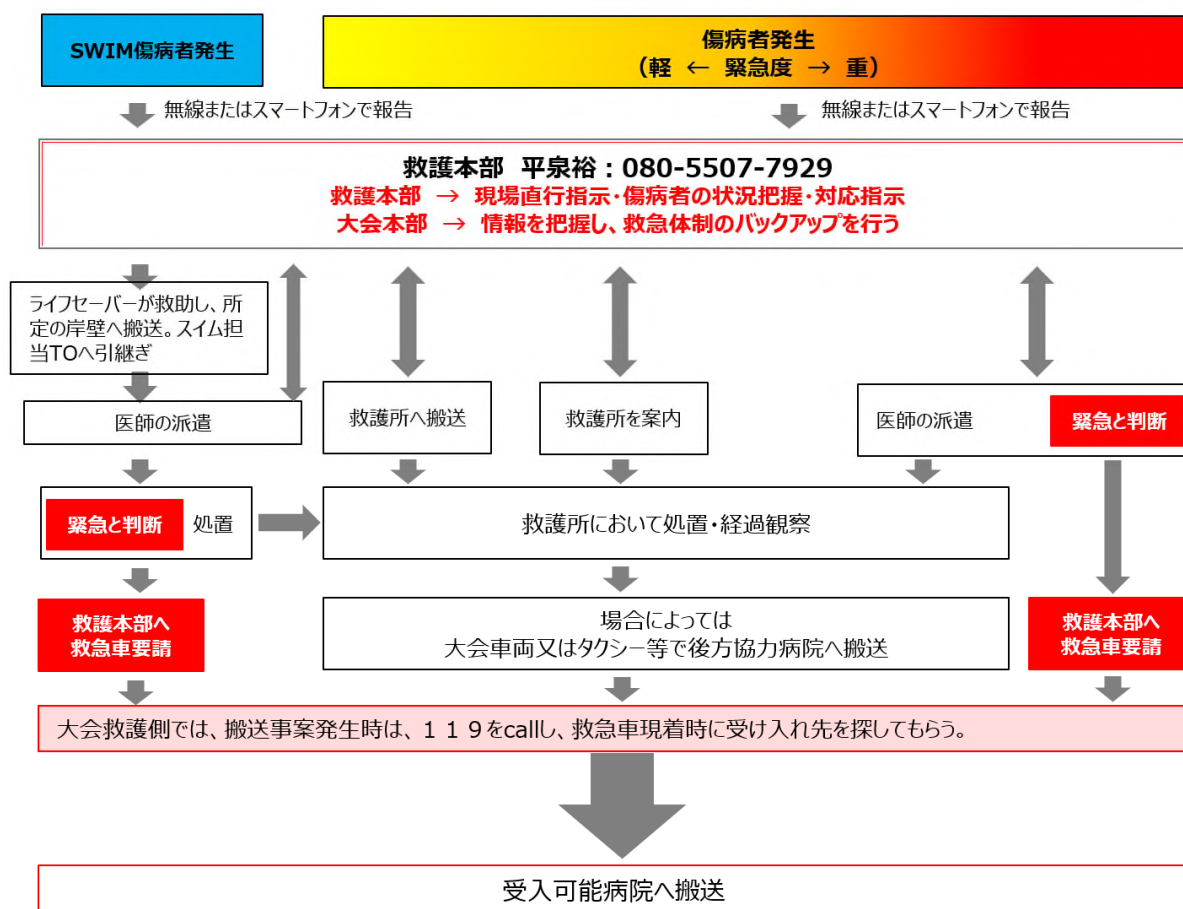 SWIM傷病者発生
傷病者発生
(軽 ← 緊急度 → 重)
無線またはスマートフォンで報告
無線またはスマートフォンで報告
救護本部 平泉裕:080-5507-7929
救護本部 → 現場直行指示・傷病者の状況把握・対応指示
大会本部 → 情報を把握し、救急体制のバックアップを行う
ライフセーバーが救助し、所
定の岸壁へ搬送。スイム担
当TOへ引継ぎ
医師の派遣
救護所へ搬送
救護所を案内
医師の派遣
緊急と判断
緊急と判断
処置
救護所において処置・経過観察
救護本部へ
救急車要請
場合によっては
大会車両又はタクシー等で後方協力病院へ搬送
救護本部へ
救急車要請
大会救護側では、搬送事案発生時は、119をcallし、救急車現着時に受け入れ先を探してもらう。
受入可能病院へ搬送